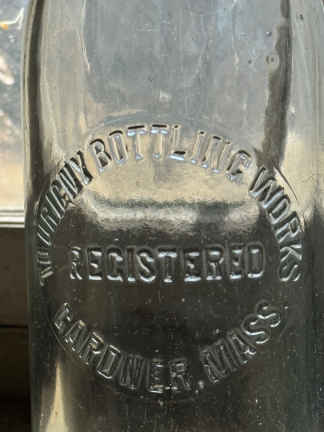 BOTTLING WORKS
REGISTERED
GARDNER, MASS.